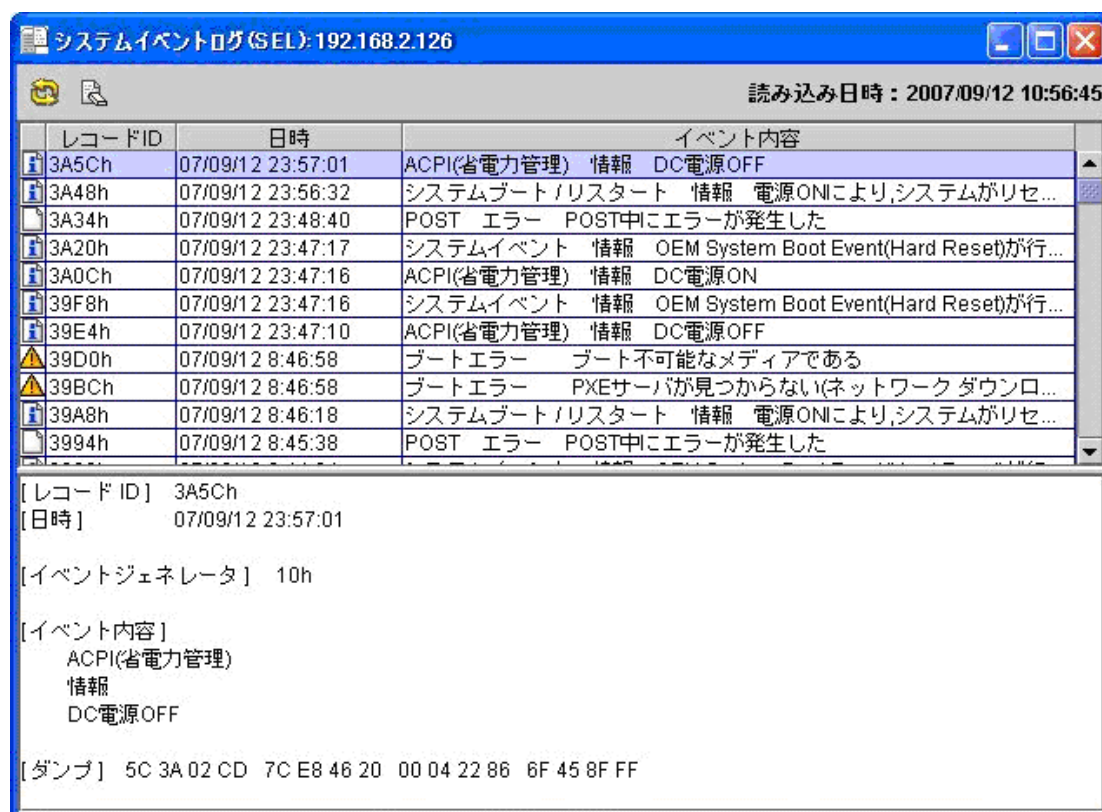 システムイベントログ(SEL):192.168.2.126
読み込み日時：2007/09/12 10:56:45
レコードID 日時 イベント内容
3A5Ch 07/09/12 23:57:01 ACPI(省電力管理) 情報 DC電源OFF
3A48h 07/09/12 23:56:32 システムブート/リスタート 情報 電源ONにより,システムがリセ...
3A34h 07/09/12 23:48:40 POST エラー POST中にエラーが発生した
3A20h 07/09/12 23:47:17 システムイベント 情報 OEM System Boot Event(Hard Reset)が行...
3A0Ch 07/09/12 23:47:16 ACPI(省電力管理) 情報 DC電源ON
39F8h 07/09/12 23:47:16 システムイベント 情報 OEM System Boot Event(Hard Reset)が行...
39E4h 07/09/12 23:47:10 ACPI(省電力管理) 情報 DC電源OFF
39D0h 07/09/12 8:46:58 ブートエラー ブート不可能なメディアである
39BCh 07/09/12 8:46:58 ブートエラー PXEサーバが見つからない(ネットワーク ダウンロ...
39A8h 07/09/12 8:46:18 システムブート/リスタート 情報 電源ONにより,システムがリセ...
3994h 07/09/12 8:45:38 POST エラー POST中にエラーが発生した
[レコード ID] 3A5Ch
[日時] 07/09/12 23:57:01
[イベントジェネレータ] 10h
[イベント内容]
ACPI(省電力管理)
情報
DC電源OFF
[ダンプ] 5C 3A 02 CD 7C E8 46 20 00 04 22 86 6F 45 8F FF